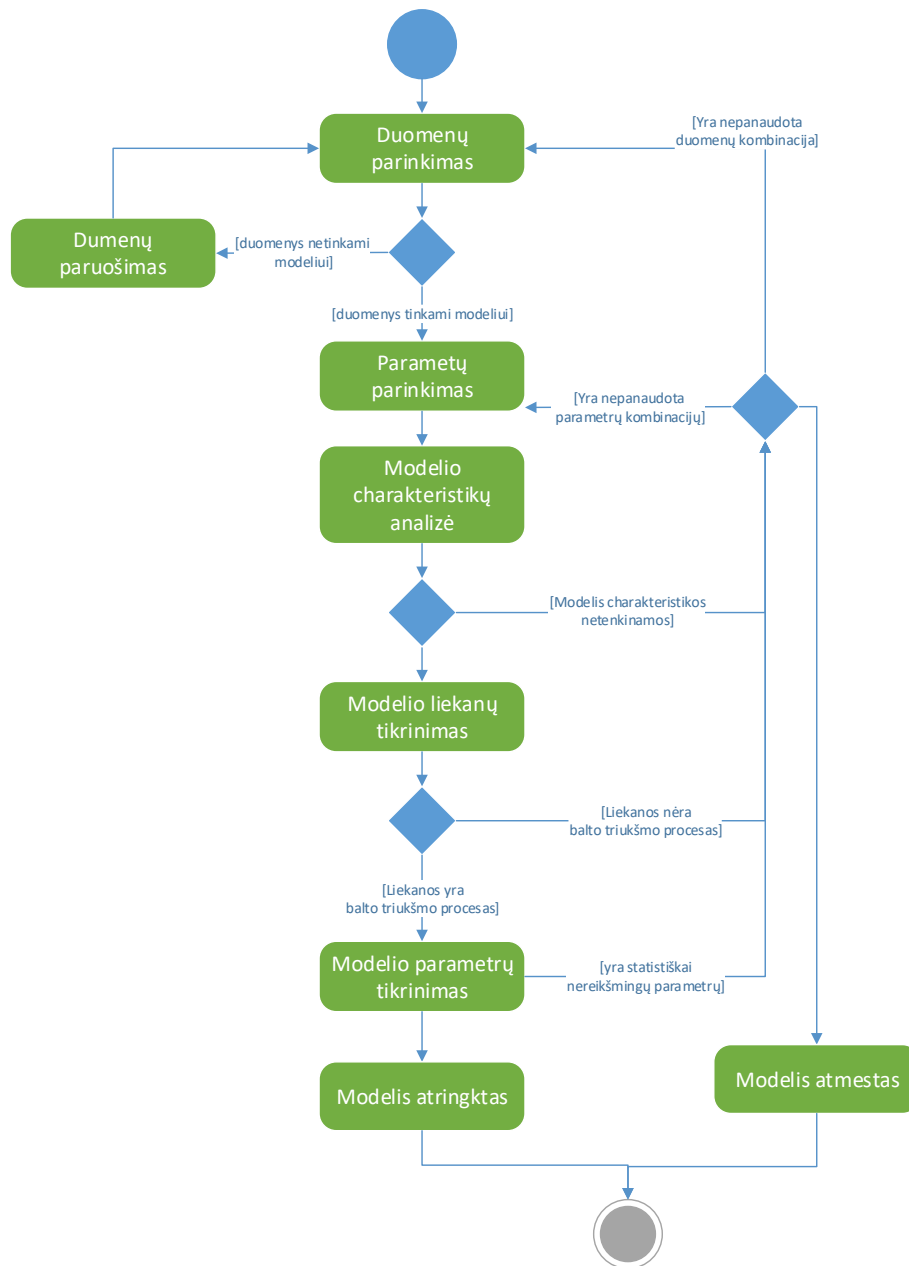 [Yra nepanaudota
duomenų kombinacija]
Duomenų
parinkimas
Dumenų
paruošimas
[duomenys netinkami
modeliui]
[duomenys tinkami modeliui]
Parametų
parinkimas
[Yra nepanaudota
parametrų kombinacijų]
Modelio
charakteristikų
analizė
[Modelis charakteristikos
netenkinamos]
Modelio liekanų
tikrinimas
[Liekanos nėra
balto triukšmo procesas]
[Liekanos yra
balto triukšmo procesas]
Modelio parametrų
tikrinimas
[yra statistiškai
nereikšmingų parametrų]
Modelis atmestas
Modelis atringktas